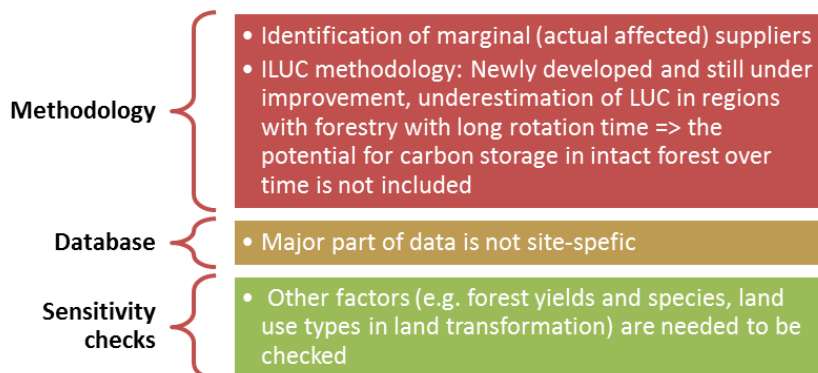 Methodology
• Identification of marginal (actual affected) suppliers
• ILUC methodology: Newly developed and still under
improvement, underestimation of LUC in regions
with forestry with long rotation time => the
potential for carbon storage in intact forest over
time is not included
Database
• Major part of data is not site-spefic
Sensitivity
checks
• Other factors (e.g. forest yields and species, land
use types in land transformation) are needed to be
checked